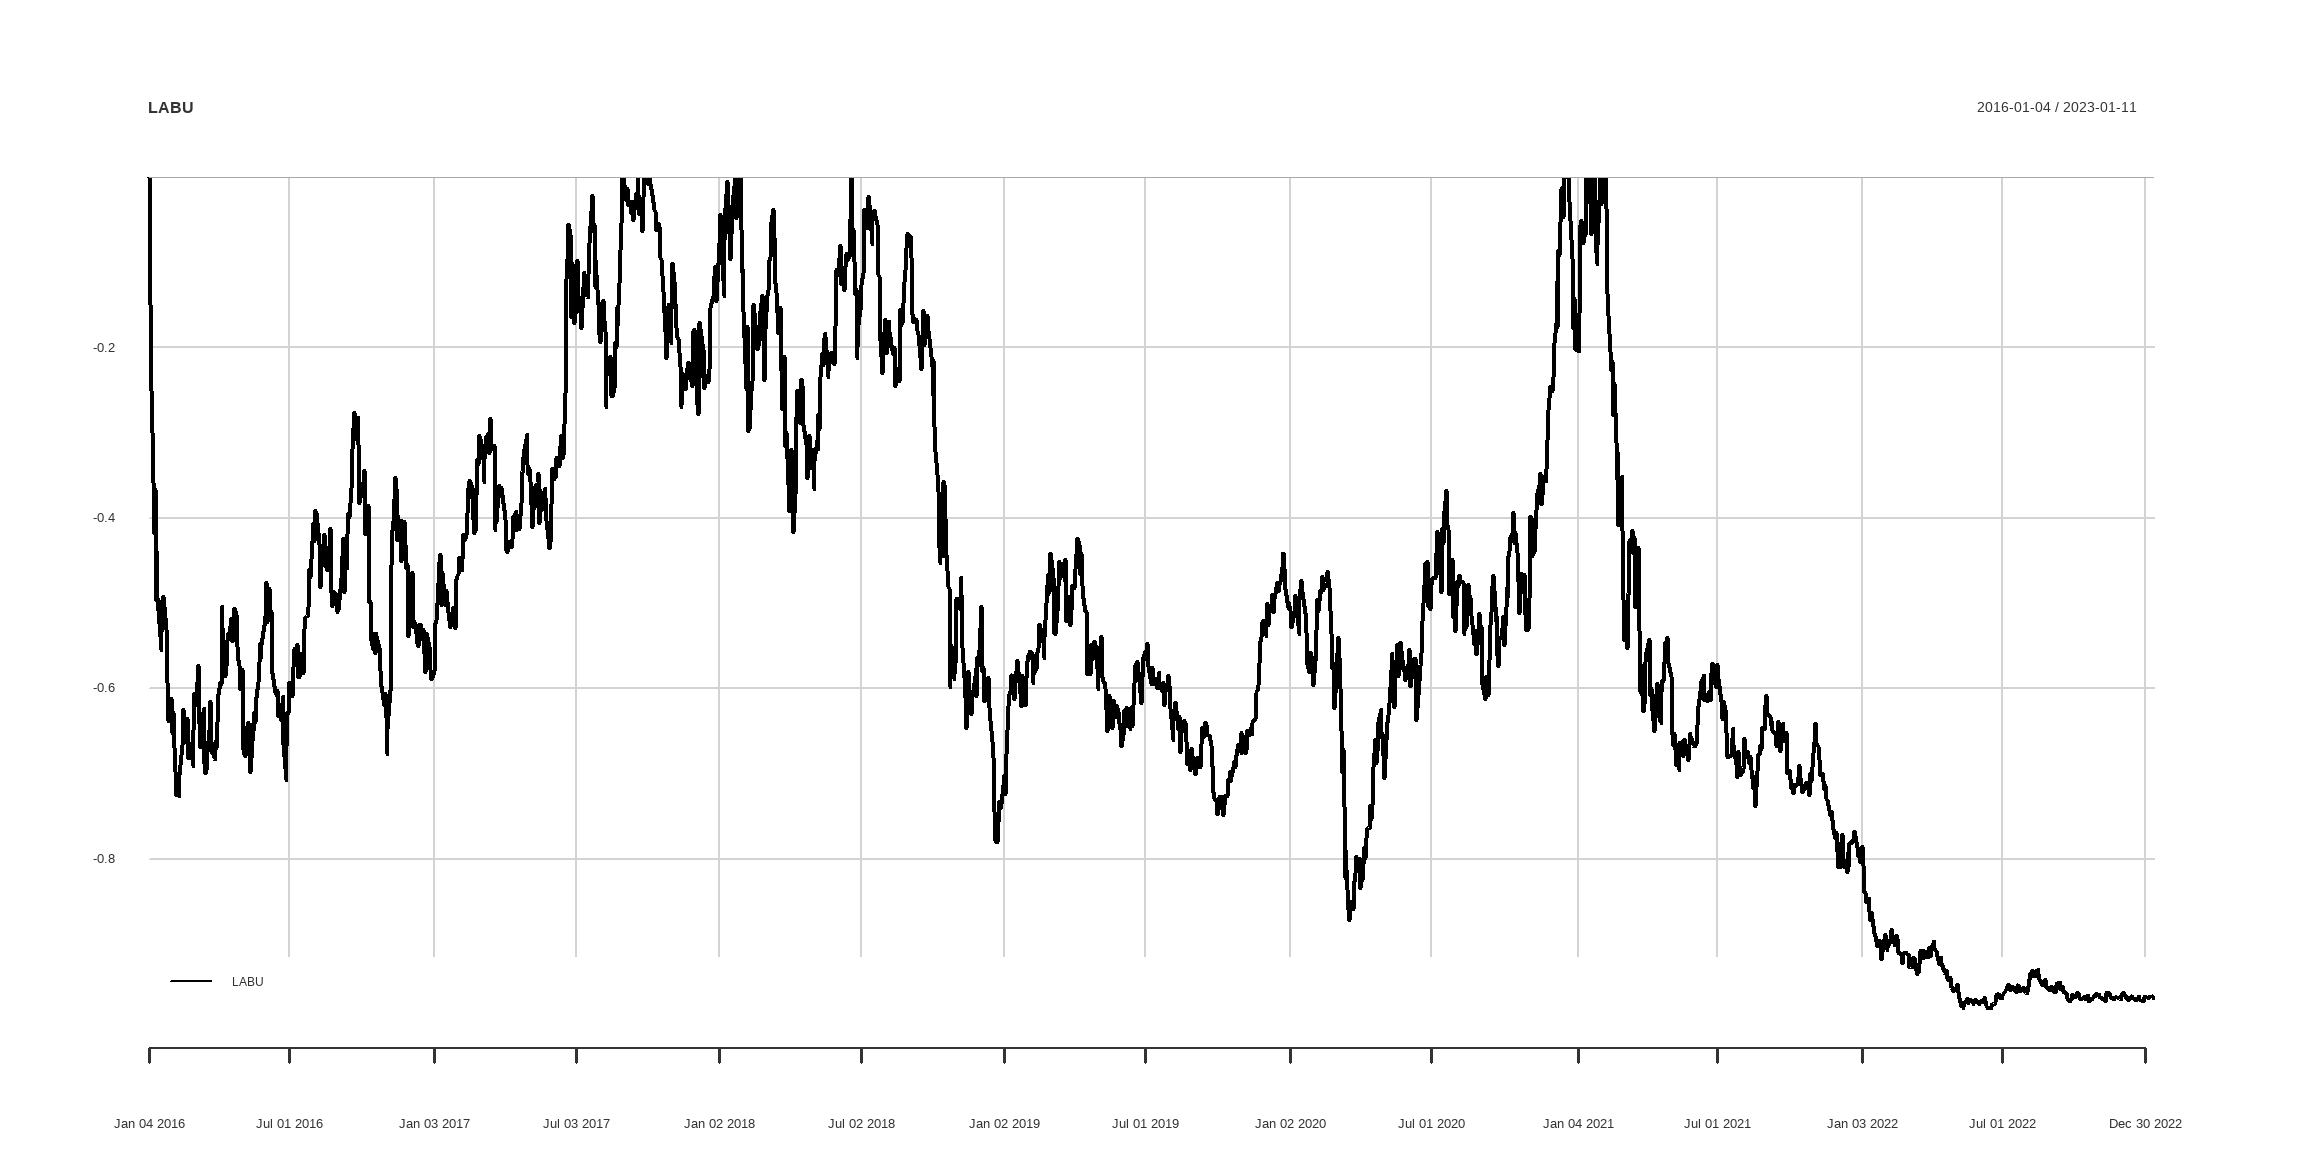 LABU
2016-01-04 / 2023-01-11
-0.2
-0.4
-0.6
-0.8
LABU
Jan 04 2016
Jul 01 2016
Jan 03 2017
Jul 03 2017
Jan 02 2018
Jul 02 2018
Jan 02 2019
Jul 01 2019
Jan 02 2020
Jul 01 2020
Jan 04 2021
Jul 01 2021
Jan 03 2022
Jul 01 2022
Dec 30 2022